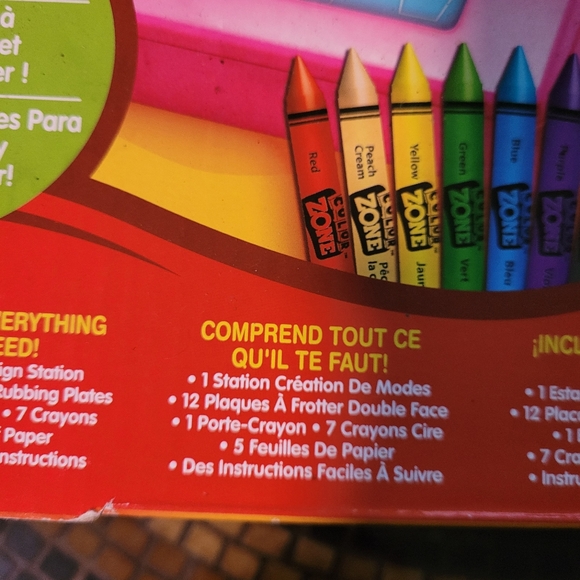 à
et
er !
es Para
y
r!
Red
COLOR
ZONE
Peach
Cream
COLOR
ZONE
Yellow
COLOR
ZONE
Jaun
Green
COLOR
ZONE
Vert
Blue
COLOR
ZONE
Bleu
Purple
ZONE
VERYTHING
EED!
ign Station
Rubbing Plates
• 7 Crayons
Paper
nstructions
COMPREND TOUT CE
QU'IL TE FAUT!
• 1 Station Création De Modes
• 12 Plaques À Frotter Double Face
• 1 Porte-Crayon • 7 Crayons Cire
• 5 Feuilles De Papier
• Des Instructions Faciles À Suivre
¡INCL
• 1 Esta
• 12 Plac
• 1
• 7 Cra
• Instru